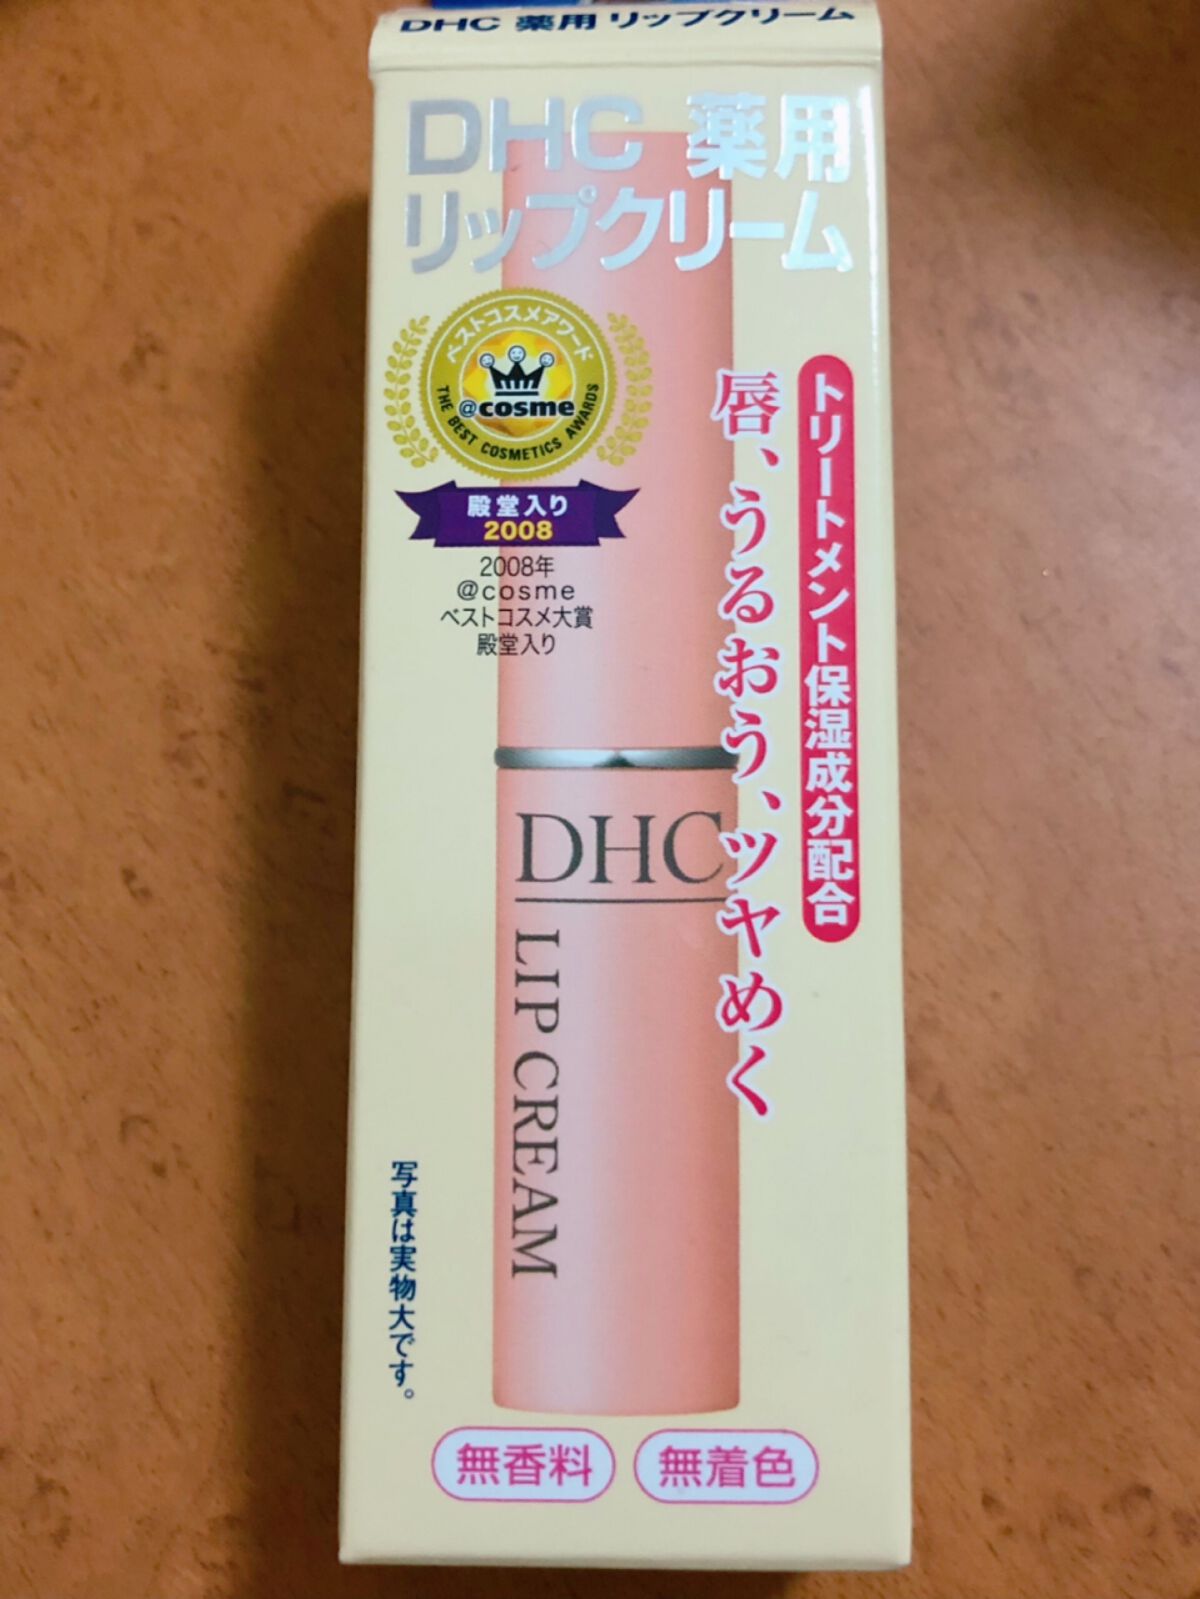 DHC 薬用 リップクリーム
DHC 薬用
リップクリーム
ベストコスメアワード
@cosme
THE BEST COSMETICS AWARDS
殿堂入り
2008
2008年
@cosme
ベストコスメ大賞
殿堂入り
トリートメント保湿成分配合
唇、うるおう、ツヤめく
DHC
LIP CREAM
写真は実物大です。
無香料
無着色